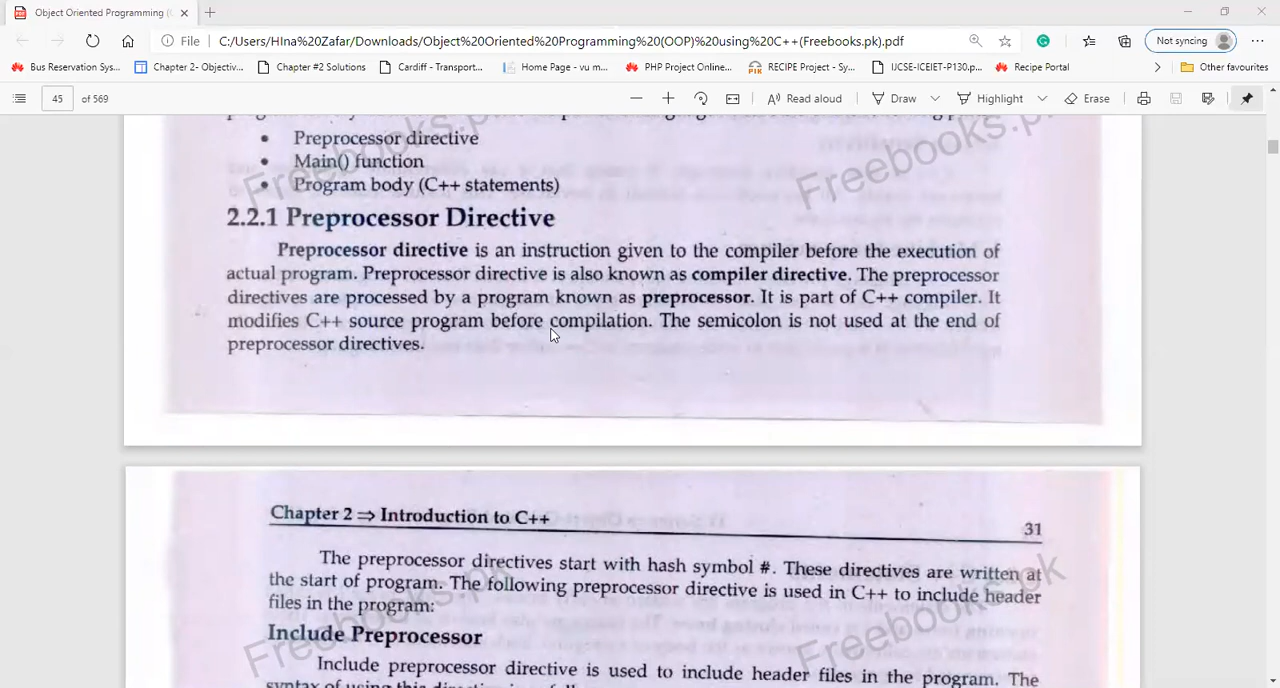 Object Oriented Programming (
File C:/Users/HIna%20Zafar/Downloads/Object%20Oriented%20Programming%20(OOP)%20using%20C++(Freebooks.pk).pdf Not syncing
Bus Reservation Sys... Chapter 2- Objectiv... Chapter #2 Solutions Cardiff - Transport... Home Page - vu m... PHP Project Online... RECIPE Project - Sy... IJCSE-ICEIET-P130.p... Recipe Portal Other favourites
45 of 569 Read aloud Draw Highlight Erase
• Preprocessor directive
• Main() function
• Program body (C++ statements)
Freebooks.pk
Freebooks.p
2.2.1 Preprocessor Directive
Preprocessor directive is an instruction given to the compiler before the execution of
actual program. Preprocessor directive is also known as compiler directive. The preprocessor
directives are processed by a program known as preprocessor. It is part of C++ compiler. It
modifies C++ source program before compilation. The semicolon is not used at the end of
preprocessor directives.
Chapter 2 ⇒ Introduction to C++ 31
The preprocessor directives start with hash symbol #. These directives are written at
the start of program. The following preprocessor directive is used in C++ to include header
files in the program:
Include Preprocessor
Include preprocessor directive is used to include header files in the program. The
Freebooks.pk
Freebooks.pk